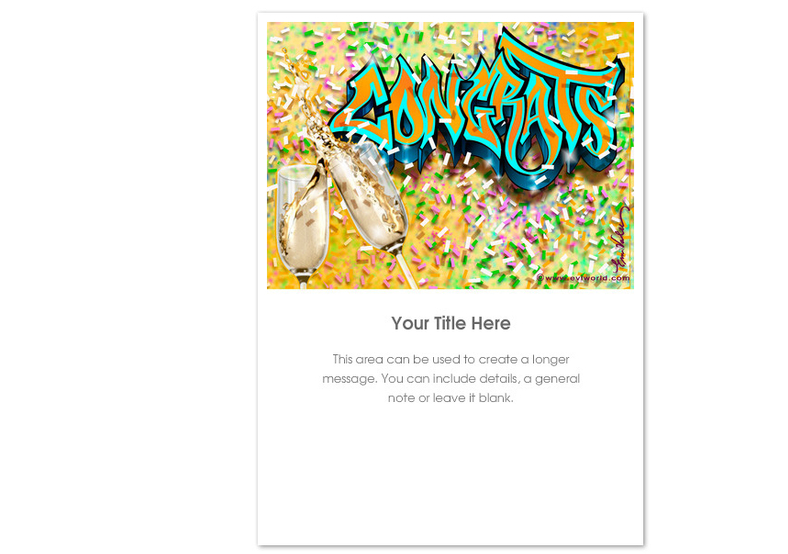 CONGRATS
©www.evlworld.com
Your Title Here
This area can be used to create a longer
message. You can include details, a general
note or leave it blank.